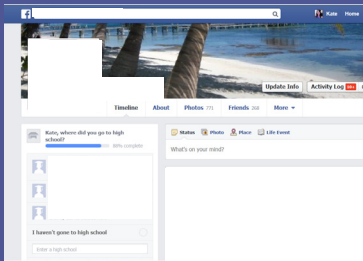 f
Kate Home
Update Info
Activity Log
Timeline About Photos 771 Friends More
Kate, where did you go to high school?
complete
Status Photo Place Life Event
What's on your mind?
I haven't gone to high school
Enter a high school